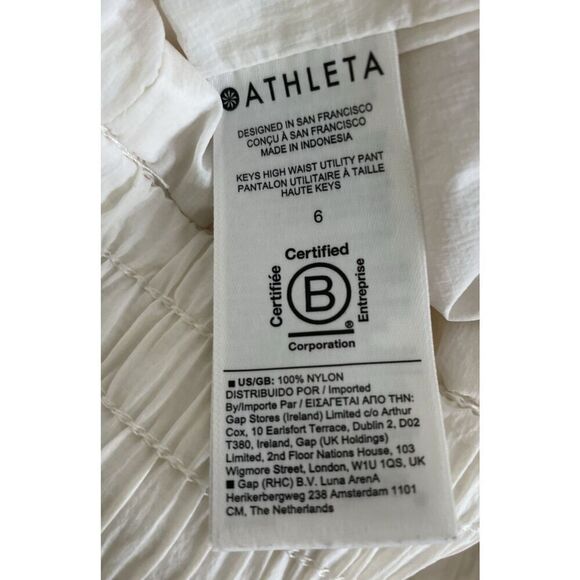 ATHLETA
DESIGNED IN SAN FRANCISCO
CONÇU À SAN FRANCISCO
MADE IN INDONESIA
KEYS HIGH WAIST UTILITY PANT
PANTALON UTILITAIRE À TAILLE
HAUTE KEYS
6
Certified
Certifiée
B
Entreprise
®
Corporation
■ US/GB: 100% NYLON
DISTRIBUIDO POR / Imported
By/Importe Par / ΕΙΣΑΓΕΤΑΙ ΑΠΟ ΤΗΝ:
Gap Stores (Ireland) Limited c/o Arthur
Cox, 10 Earlsfort Terrace, Dublin 2, D02
T380, Ireland, Gap (UK Holdings)
Limited, 2nd Floor Nations House, 103
Wigmore Street, London, W1U 1QS, UK
■ Gap (RHC) B.V. Luna ArenA
Herikerbergweg 238 Amsterdam 1101
CM, The Netherlands